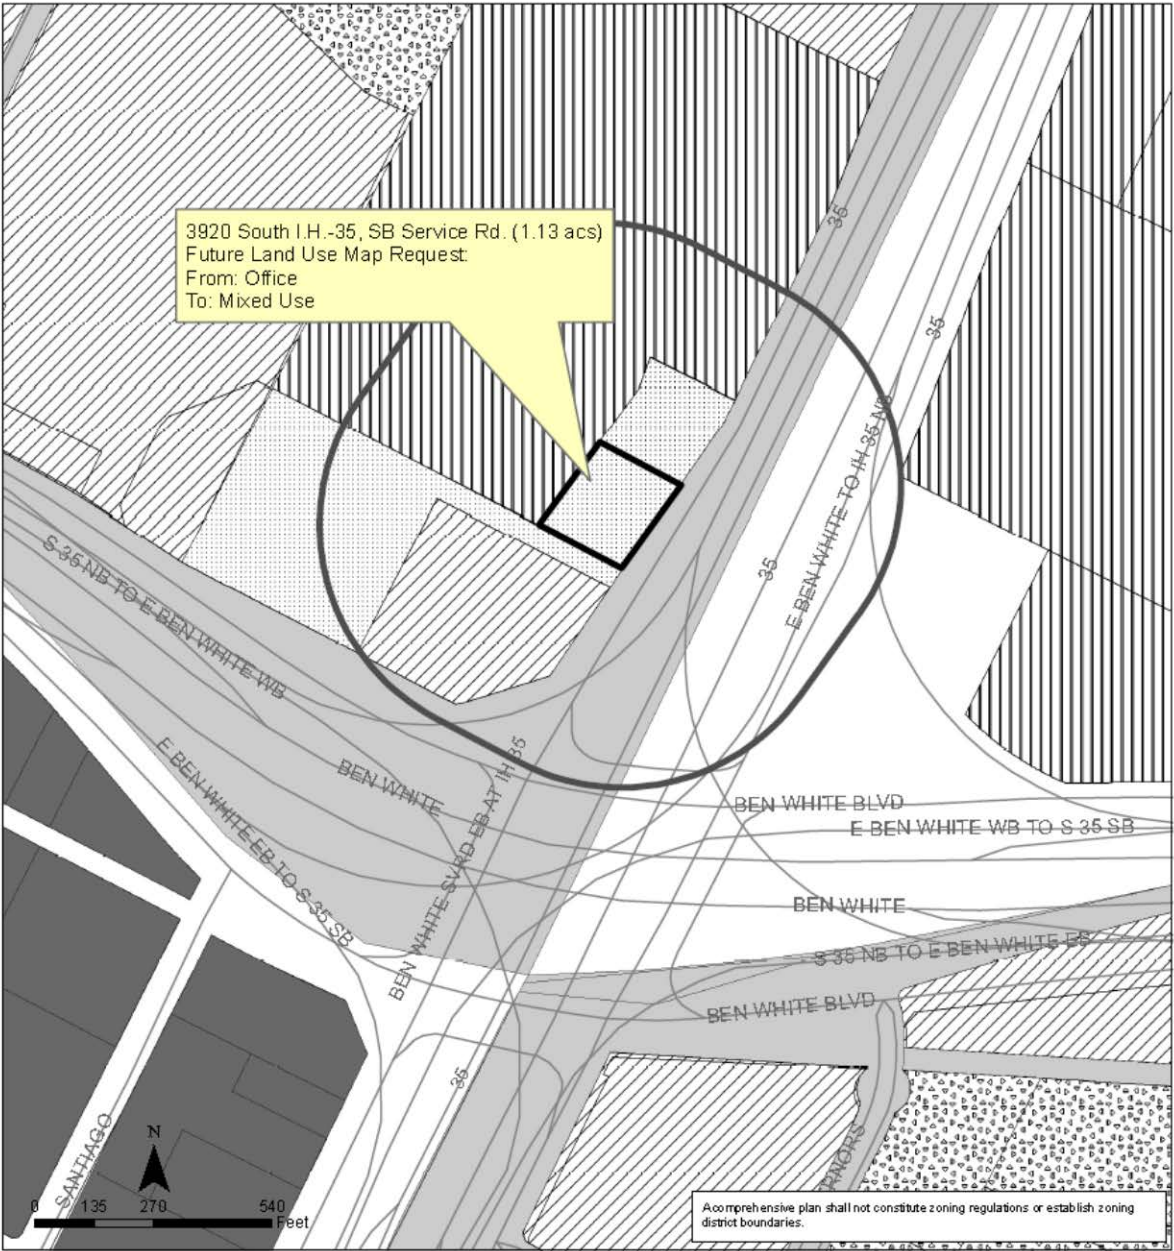 3920 South I.H.-35, SB Service Rd. (1.13 acs)
Future Land Use Map Request:
From: Office
To: Mixed Use
35
35
E BEN WHITE TO IH 35 NB
35
S 35 NB TO E BEN WHITE WB
BEN WHITE
E BEN WHITE EB TO S 35 SB
BEN WHITE SVRD EB AT IH 35
BEN WHITE BLVD
E BEN WHITE WB TO S 35 SB
BEN WHITE
S 35 NB TO E BEN WHITE EB
BEN WHITE BLVD
35
SANTIAGO
RNORS
N
0 135 270 540
Feet
Acomprehensive plan shall not constitute zoning regulations or establish zoning
district boundaries.